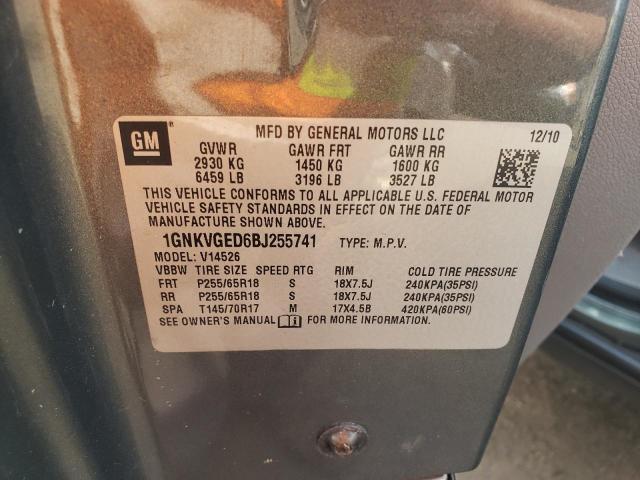 GM ® MFD BY GENERAL MOTORS LLC 12/10
GVWR GAWR FRT GAWR RR
2930 KG 1450 KG 1600 KG
6459 LB 3196 LB 3527 LB
THIS VEHICLE CONFORMS TO ALL APPLICABLE U.S. FEDERAL MOTOR
VEHICLE SAFETY STANDARDS IN EFFECT ON THE DATE OF
MANUFACTURE SHOWN ABOVE.
1GNKVGED6BJ255741 TYPE: M.P.V.
MODEL: V14526
VBBW TIRE SIZE SPEED RTG RIM COLD TIRE PRESSURE
FRT P255/65R18 S 18X7.5J 240KPA(35PSI)
RR P255/65R18 S 18X7.5J 240KPA(35PSI)
SPA T145/70R17 M 17X4.5B 420KPA(60PSI)
SEE OWNER'S MANUAL FOR MORE INFORMATION.